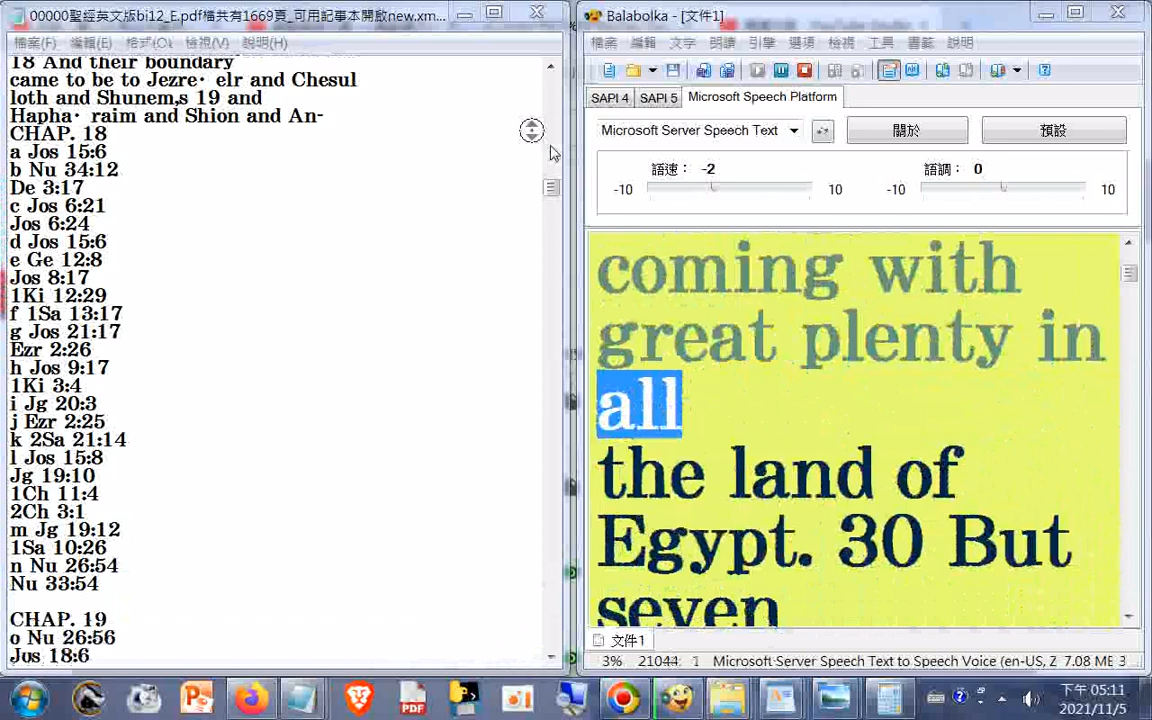 00000聖經英文版bi12_E.pdf檔共有1669頁_可用記事本開啟new.xm...
檔案(F) 編輯(E) 格式(O) 檢視(V) 說明(H)
18 And their boundary
came to be to Jezre· elr and Chesul
loth and Shunem,s 19 and
Hapha· raim and Shion and An-
CHAP. 18
a Jos 15:6
b Nu 34:12
De 3:17
c Jos 6:21
Jos 6:24
d Jos 15:6
e Ge 12:8
Jos 8:17
1Ki 12:29
f 1Sa 13:17
g Jos 21:17
Ezr 2:26
h Jos 9:17
1Ki 3:4
i Jg 20:3
j Ezr 2:25
k 2Sa 21:14
l Jos 15:8
Jg 19:10
1Ch 11:4
2Ch 3:1
m Jg 19:12
1Sa 10:26
n Nu 26:54
Nu 33:54
CHAP. 19
o Nu 26:56
Jos 18:6
Balabolka - [文件1]
檔案 編輯 文字 朗讀 引擎 選項 檢視 工具 書籤 說明
SAPI 4 SAPI 5 Microsoft Speech Platform
Microsoft Server Speech Text 關於 預設
語速： -2 語調： 0
-10 10 -10 10
coming with
great plenty in
all
the land of
Egypt. 30 But
seven
文件1
3% 21044: 1 Microsoft Server Speech Text to Speech Voice (en-US, Z 7.08 ME 3
PDF
下午 05:11
2021/11/5